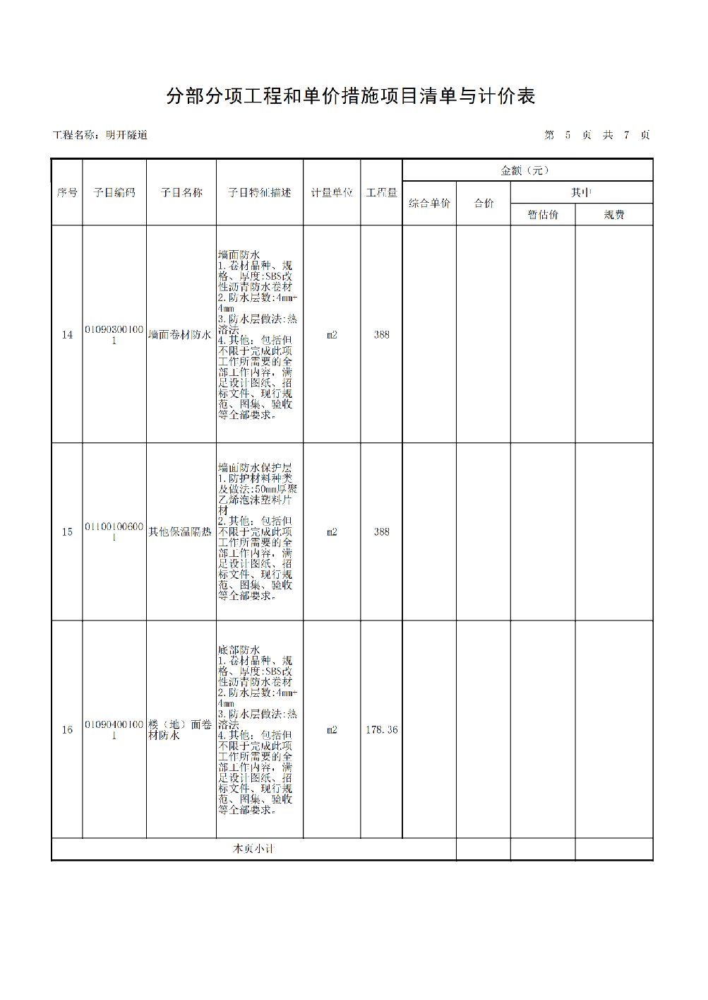 分部分项工程和单价措施项目清单与计价表
工程名称：明开隧道
第 5 页 共 7 页
序号 子目编码 子目名称 子目特征描述 计量单位 工程量 金额（元）
综合单价 合价 其中
暂估价 规费
墙面防水
1.卷材品种、规
格、厚度:SBS改
性沥青防水卷材
2.防水层数:4mm+
4mm
3.防水层做法:热
溶法
4.其他：包括但
不限于完成此项
工作所需要的全
部工作内容，满
足设计图纸、招
标文件、现行规
范、图集、验收
等全部要求。
14 01090300100
1 墙面卷材防水 m2 388
墙面防水保护层
1.防护材料种类
及做法:50mm厚聚
乙烯泡沫塑料片
材
2.其他：包括但
不限于完成此项
工作所需要的全
部工作内容，满
足设计图纸、招
标文件、现行规
范、图集、验收
等全部要求。
15 01100100600
1 其他保温隔热 m2 388
底部防水
1.卷材品种、规
格、厚度:SBS改
性沥青防水卷材
2.防水层数:4mm+
4mm
3.防水层做法:热
溶法
4.其他：包括但
不限于完成此项
工作所需要的全
部工作内容，满
足设计图纸、招
标文件、现行规
范、图集、验收
等全部要求。
16 01090400100
1 楼（地）面卷
材防水 m2 178.36
本页小计